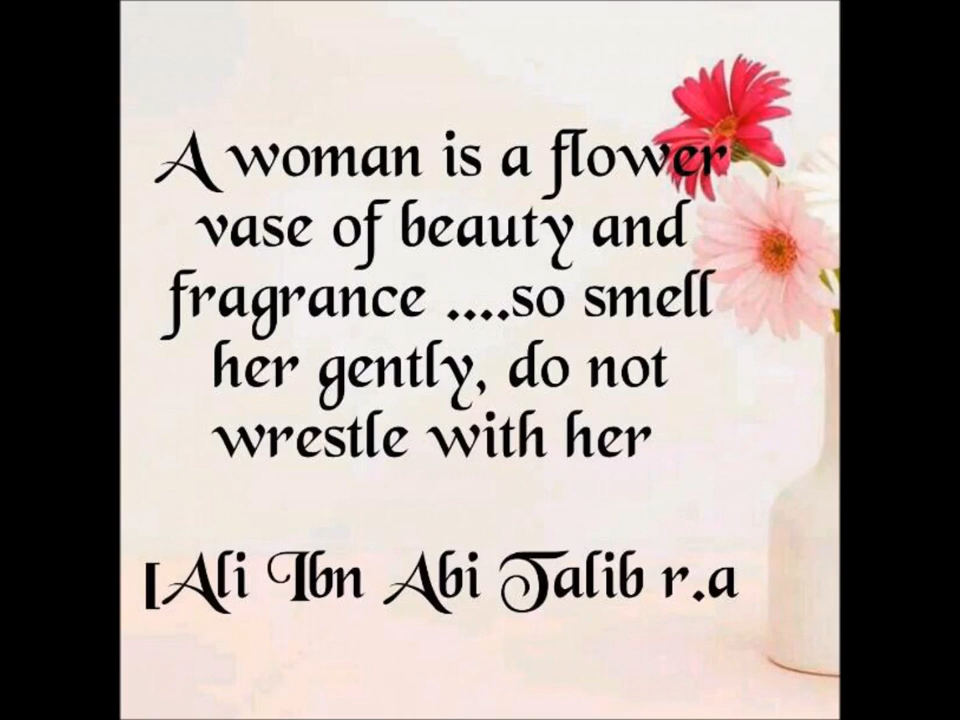 A woman is a flower
vase of beauty and
fragrance ....so smell
her gently, do not
wrestle with her
[Ali Ibn Abi Talib r.a